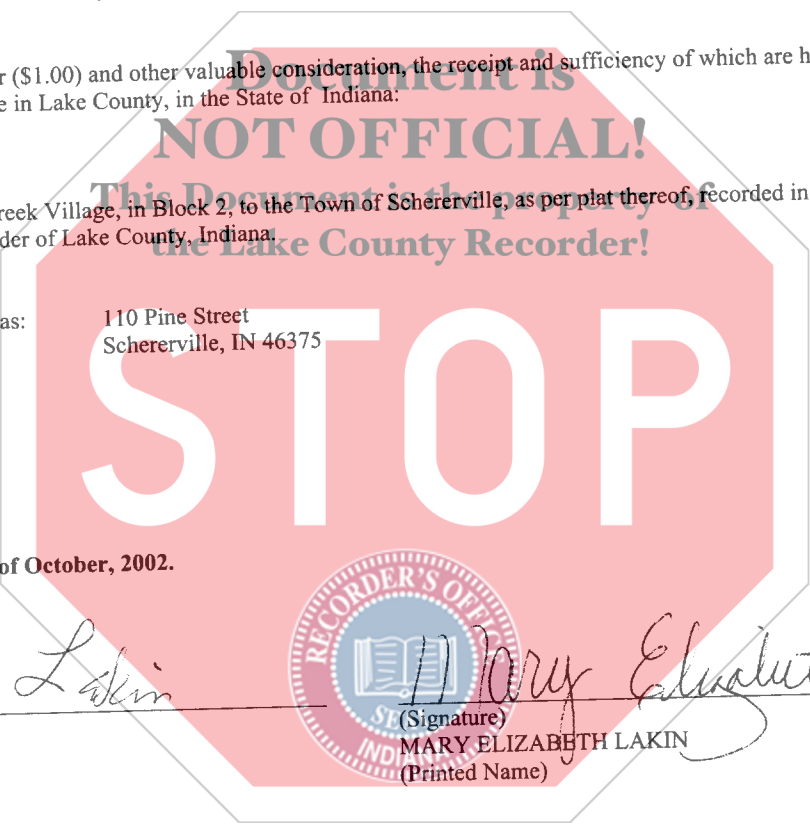 r ($1.00) and other valuable consideration, the receipt and sufficiency of which are h
e in Lake County, in the State of Indiana:
Document is
NOT OFFICIAL!
This Document is the property of
the Lake County Recorder!
reek Village, in Block 2, to the Town of Schererville, as per plat thereof, recorded in
der of Lake County, Indiana.
as: 110 Pine Street
Schererville, IN 46375
STOP
of October, 2002.
RECORDER'S OFFICE
SEAL
INDIANA
Lakin
Mary Elizabet
(Signature)
MARY ELIZABETH LAKIN
(Printed Name)